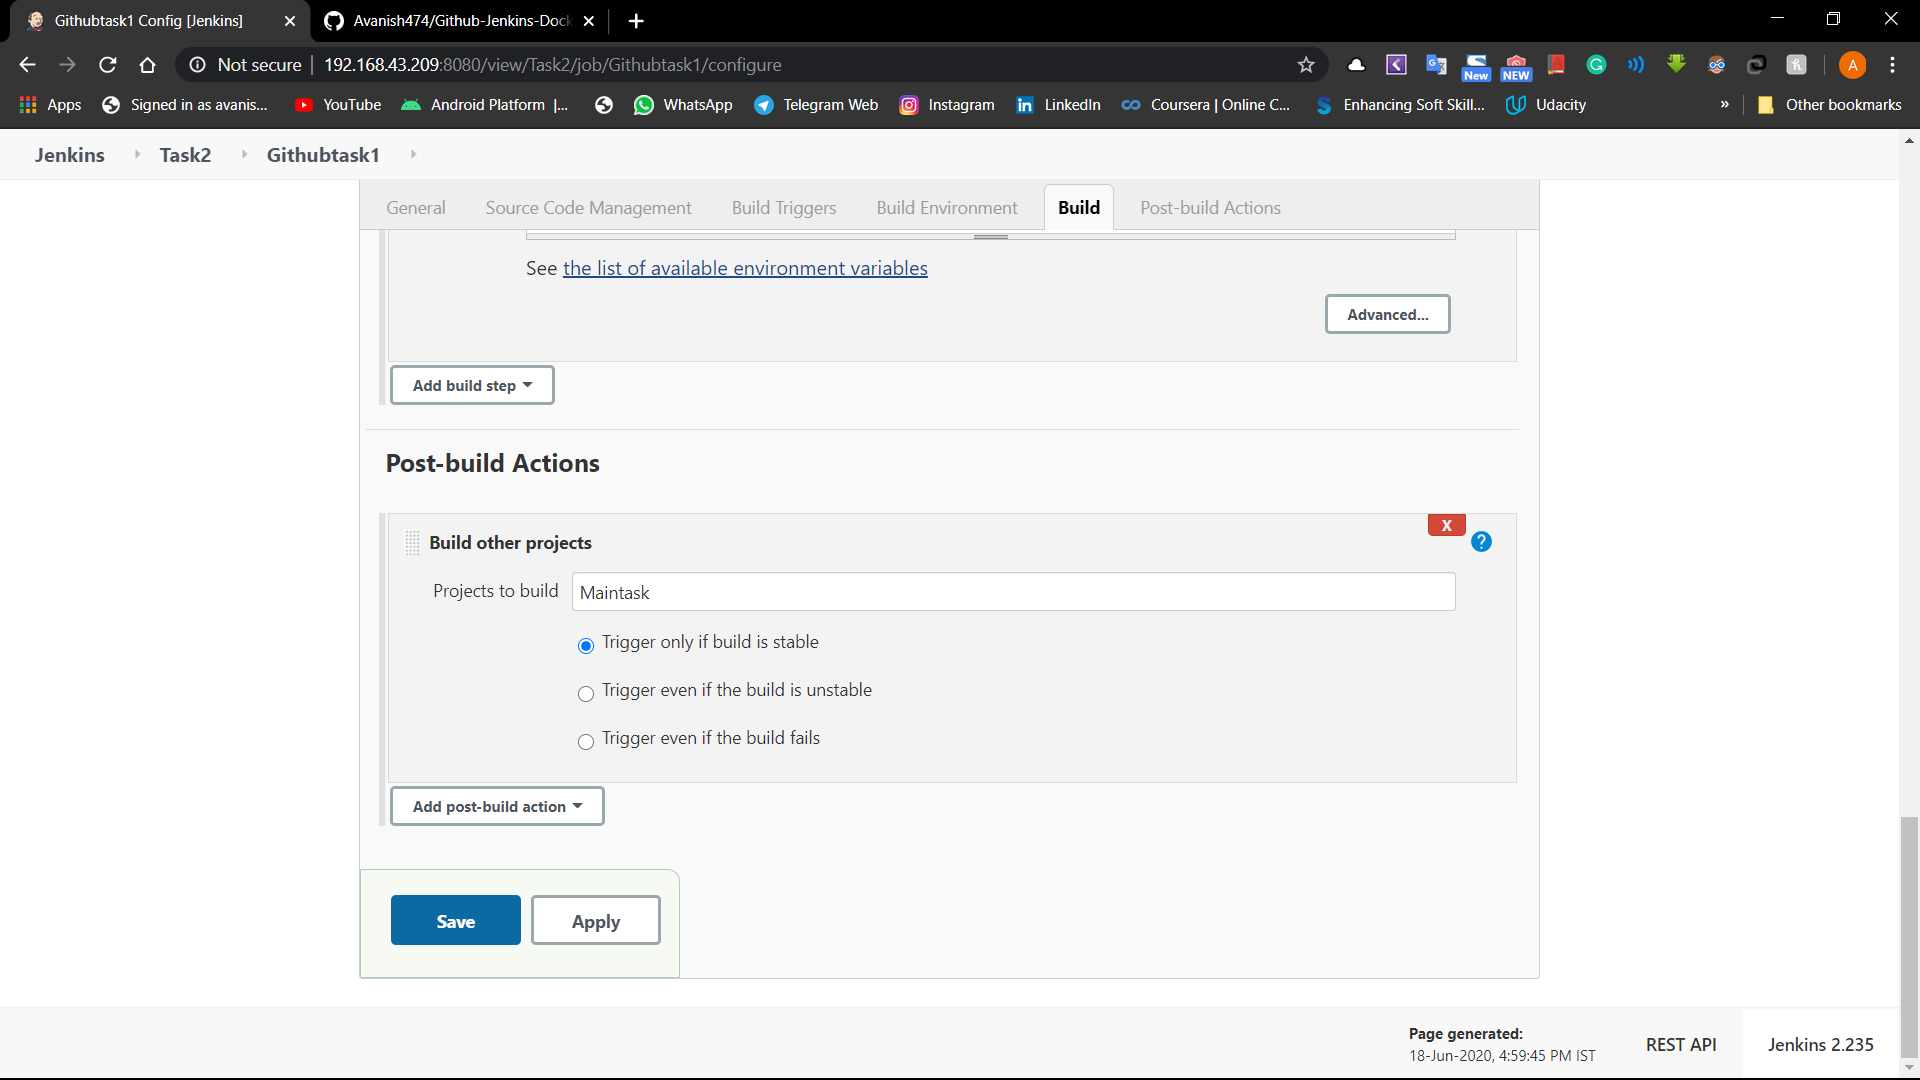 Githubtask1 Config [Jenkins]
Avanish474/Github-Jenkins-Dock
Not secure
192.168.43.209:8080/view/Task2/job/Githubtask1/configure
New
NEW
A
Apps
Signed in as avanis...
YouTube
Android Platform |...
WhatsApp
Telegram Web
Instagram
LinkedIn
Coursera | Online C...
Enhancing Soft Skill...
Udacity
»
Other bookmarks
Jenkins
Task2
Githubtask1
General
Source Code Management
Build Triggers
Build Environment
Build
Post-build Actions
See the list of available environment variables
Advanced...
Add build step
Post-build Actions
X
Build other projects
?
Projects to build
Maintask
Trigger only if build is stable
Trigger even if the build is unstable
Trigger even if the build fails
Add post-build action
Save
Apply
Page generated:
18-Jun-2020, 4:59:45 PM IST
REST API
Jenkins 2.235